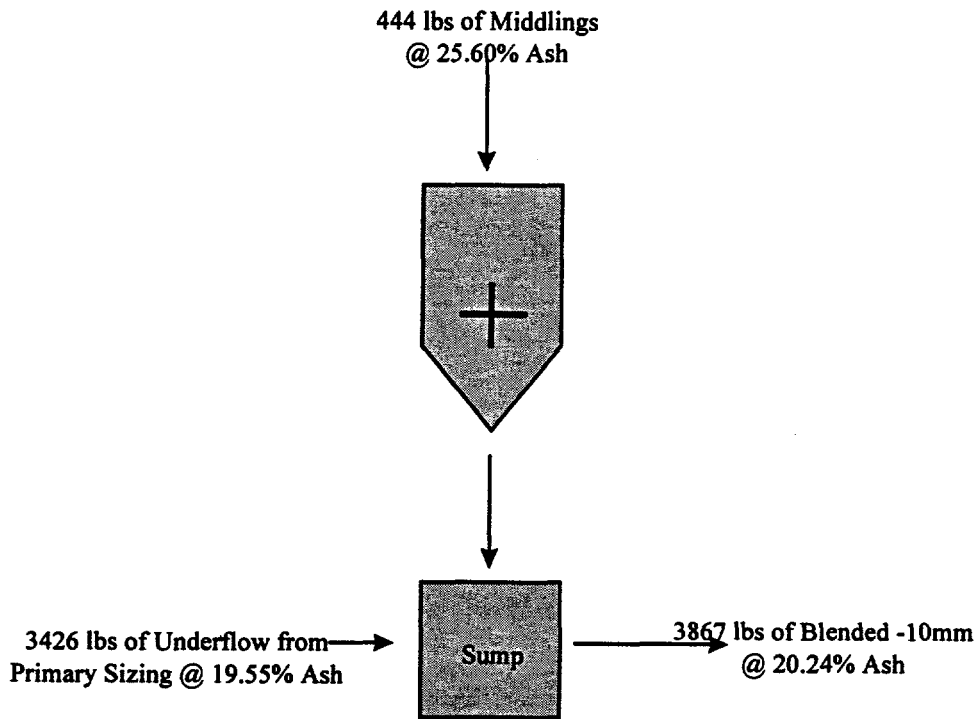 444 lbs of Middlings
@ 25.60% Ash
3426 lbs of Underflow from
Primary Sizing @ 19.55% Ash
Sump
3867 lbs of Blended -10mm
@ 20.24% Ash